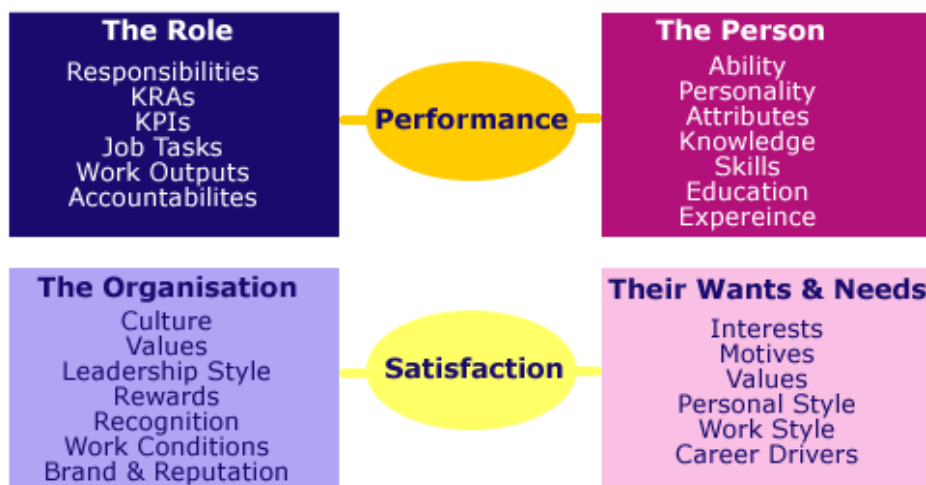 The Role
Responsibilities
KRAs
KPIs
Job Tasks
Work Outputs
Accountabilites
Performance
The Person
Ability
Personality
Attributes
Knowledge
Skills
Education
Expereince
The Organisation
Culture
Values
Leadership Style
Rewards
Recognition
Work Conditions
Brand & Reputation
Satisfaction
Their Wants & Needs
Interests
Motives
Values
Personal Style
Work Style
Career Drivers